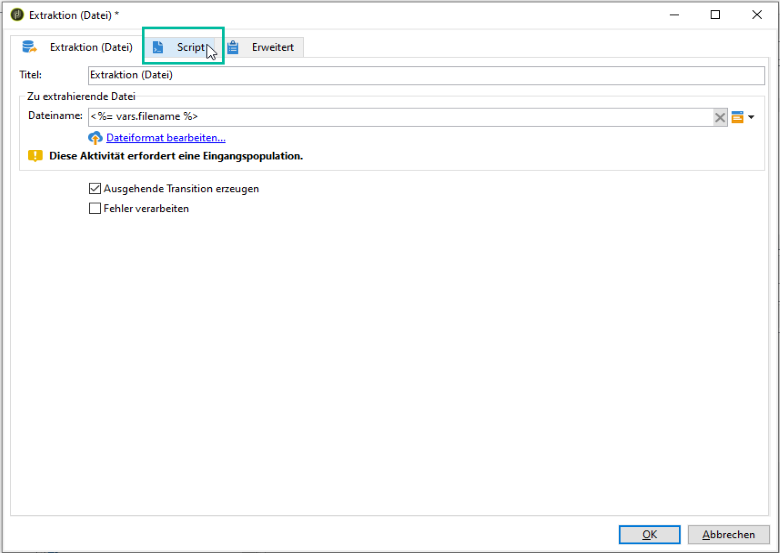 Extraktion (Datei) *
Extraktion (Datei) Script Erweitert
Titel: Extraktion (Datei)
Zu extrahierende Datei
Dateiname: <%= vars.filename %>
Dateiformat bearbeiten...
Diese Aktivität erfordert eine Eingangspopulation.
Ausgehende Transition erzeugen
Fehler verarbeiten
OK Abbrechen